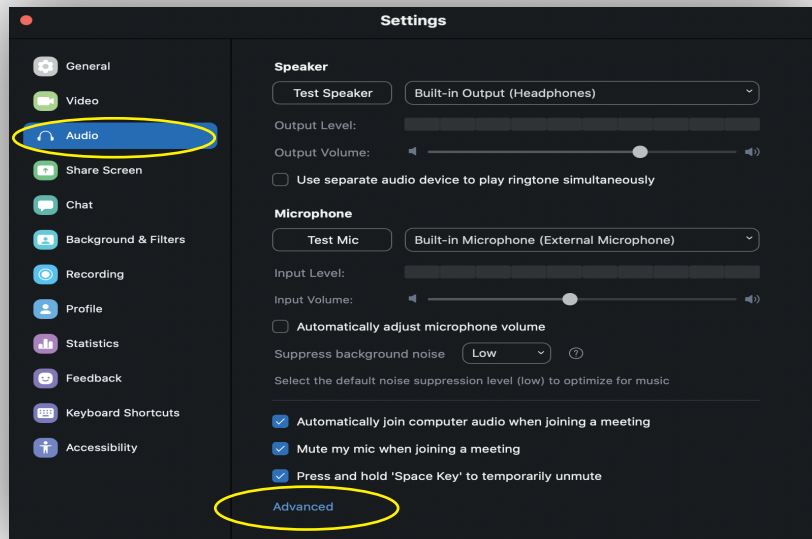 Settings
General
Video
Audio
Share Screen
Chat
Background & Filters
Recording
Profile
Statistics
Feedback
Keyboard Shortcuts
Accessibility
Speaker
Test Speaker Built-in Output (Headphones)
Output Level:
Output Volume:
Use separate audio device to play ringtone simultaneously
Microphone
Test Mic Built-in Microphone (External Microphone)
Input Level:
Input Volume:
Automatically adjust microphone volume
Suppress background noise Low
Select the default noise suppression level (low) to optimize for music
Automatically join computer audio when joining a meeting
Mute my mic when joining a meeting
Press and hold 'Space Key' to temporarily unmute
Advanced